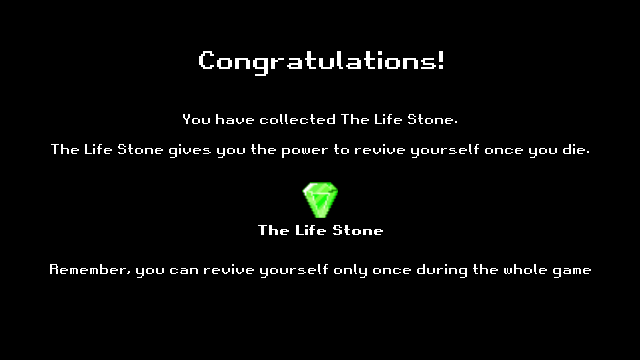 Congratulations!
You have collected The Life Stone.
The Life Stone gives you the power to revive yourself once you die.
The Life Stone
Remember, you can revive yourself only once during the whole game